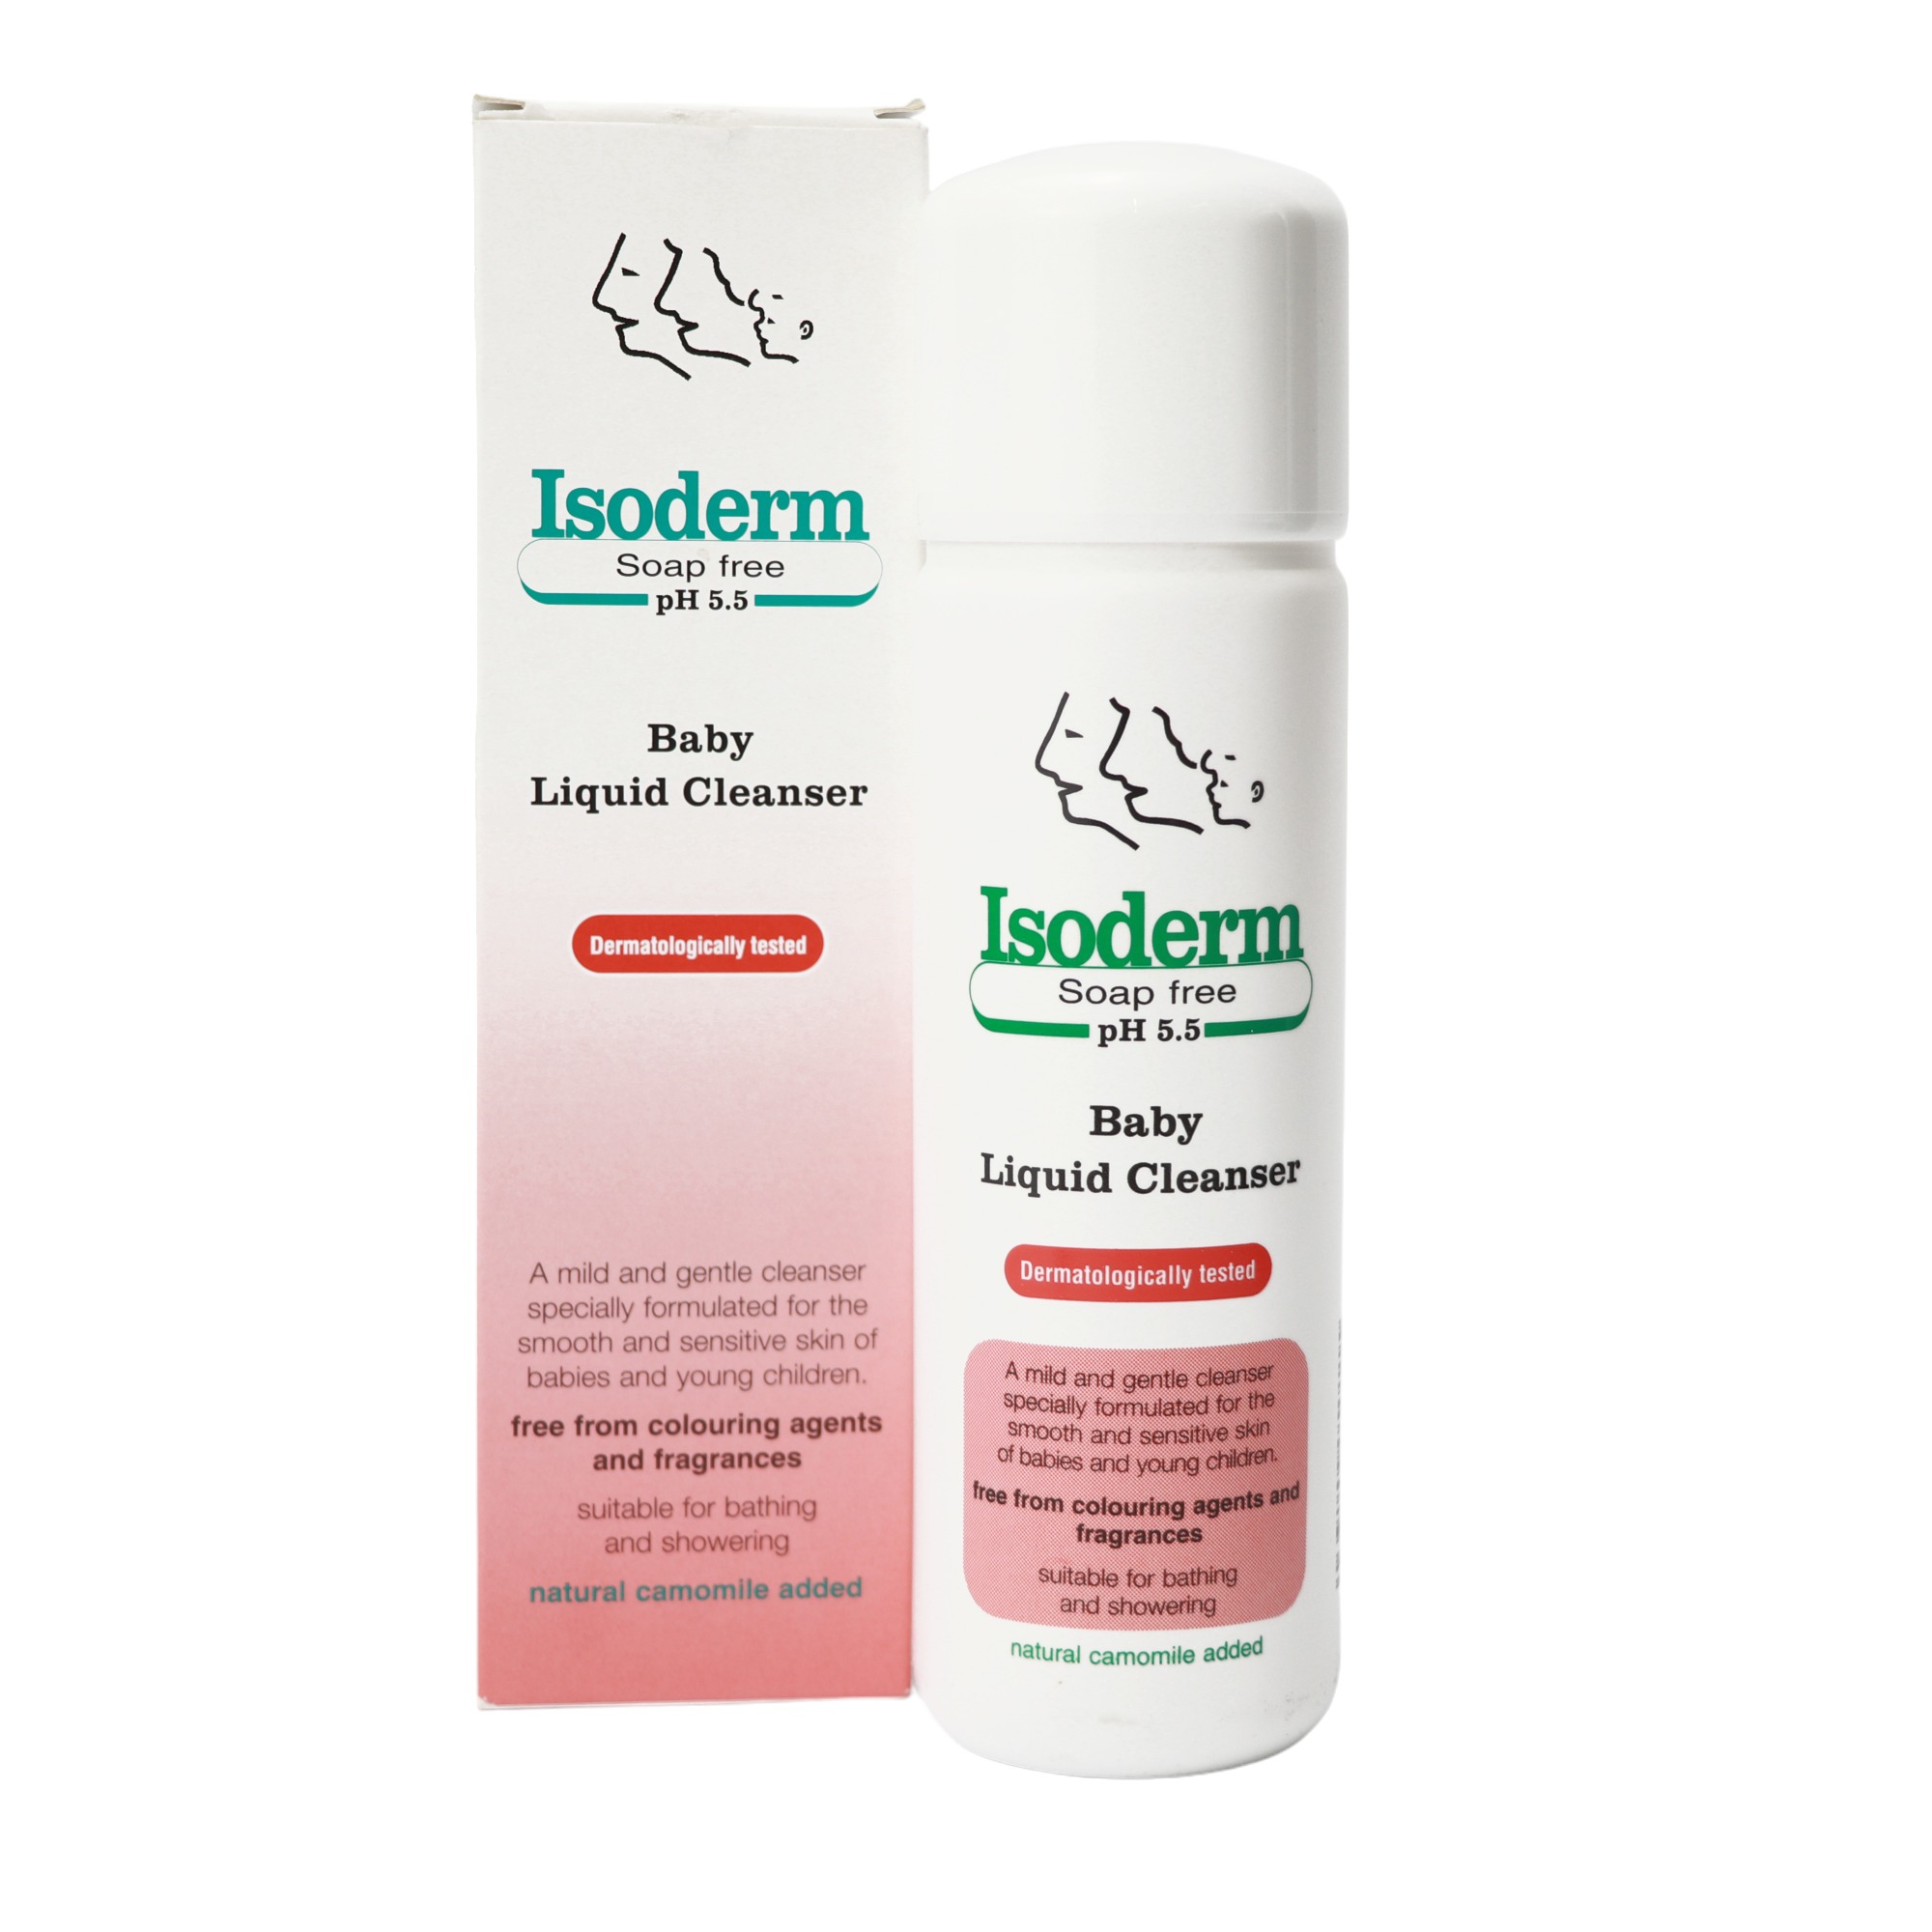 Isoderm
Soap free
pH 5.5
Baby
Liquid Cleanser
Dermatologically tested
A mild and gentle cleanser
specially formulated for the
smooth and sensitive skin of
babies and young children.
free from colouring agents
and fragrances
suitable for bathing
and showering
natural camomile added
Isoderm
Soap free
pH 5.5
Baby
Liquid Cleanser
Dermatologically tested
A mild and gentle cleanser
specially formulated for the
smooth and sensitive skin
of babies and young children.
free from colouring agents and
fragrances
suitable for bathing
and showering
natural camomile added